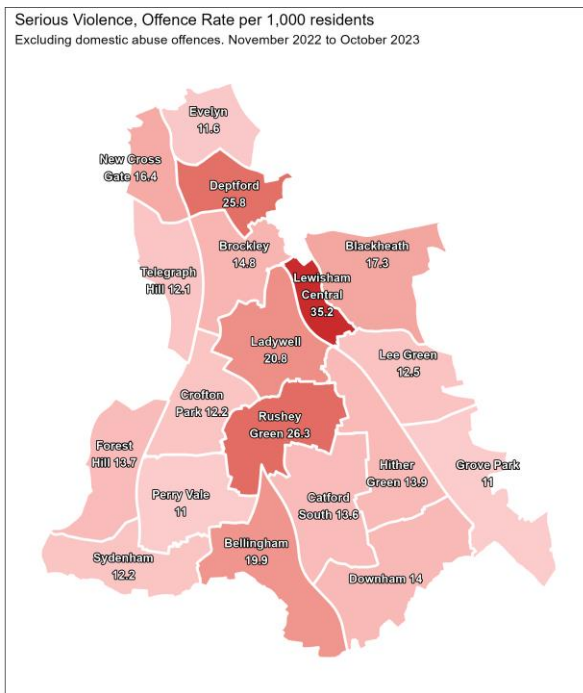 Serious Violence, Offence Rate per 1,000 residents
Excluding domestic abuse offences. November 2022 to October 2023
Evelyn
11.6
New Cross
Gate 16.4
Deptford
25.8
Brockley
14.8
Blackheath
17.3
Telegraph
Hill 12.1
Lewisham
Central
35.2
Ladywell
20.8
Lee Green
12.5
Crofton
Park 12.2
Rushey
Green 26.3
Forest
Hill 13.7
Hither
Green 13.9
Grove Park
11
Perry Vale
11
Catford
South 13.6
Bellingham
19.9
Sydenham
12.2
Downham 14